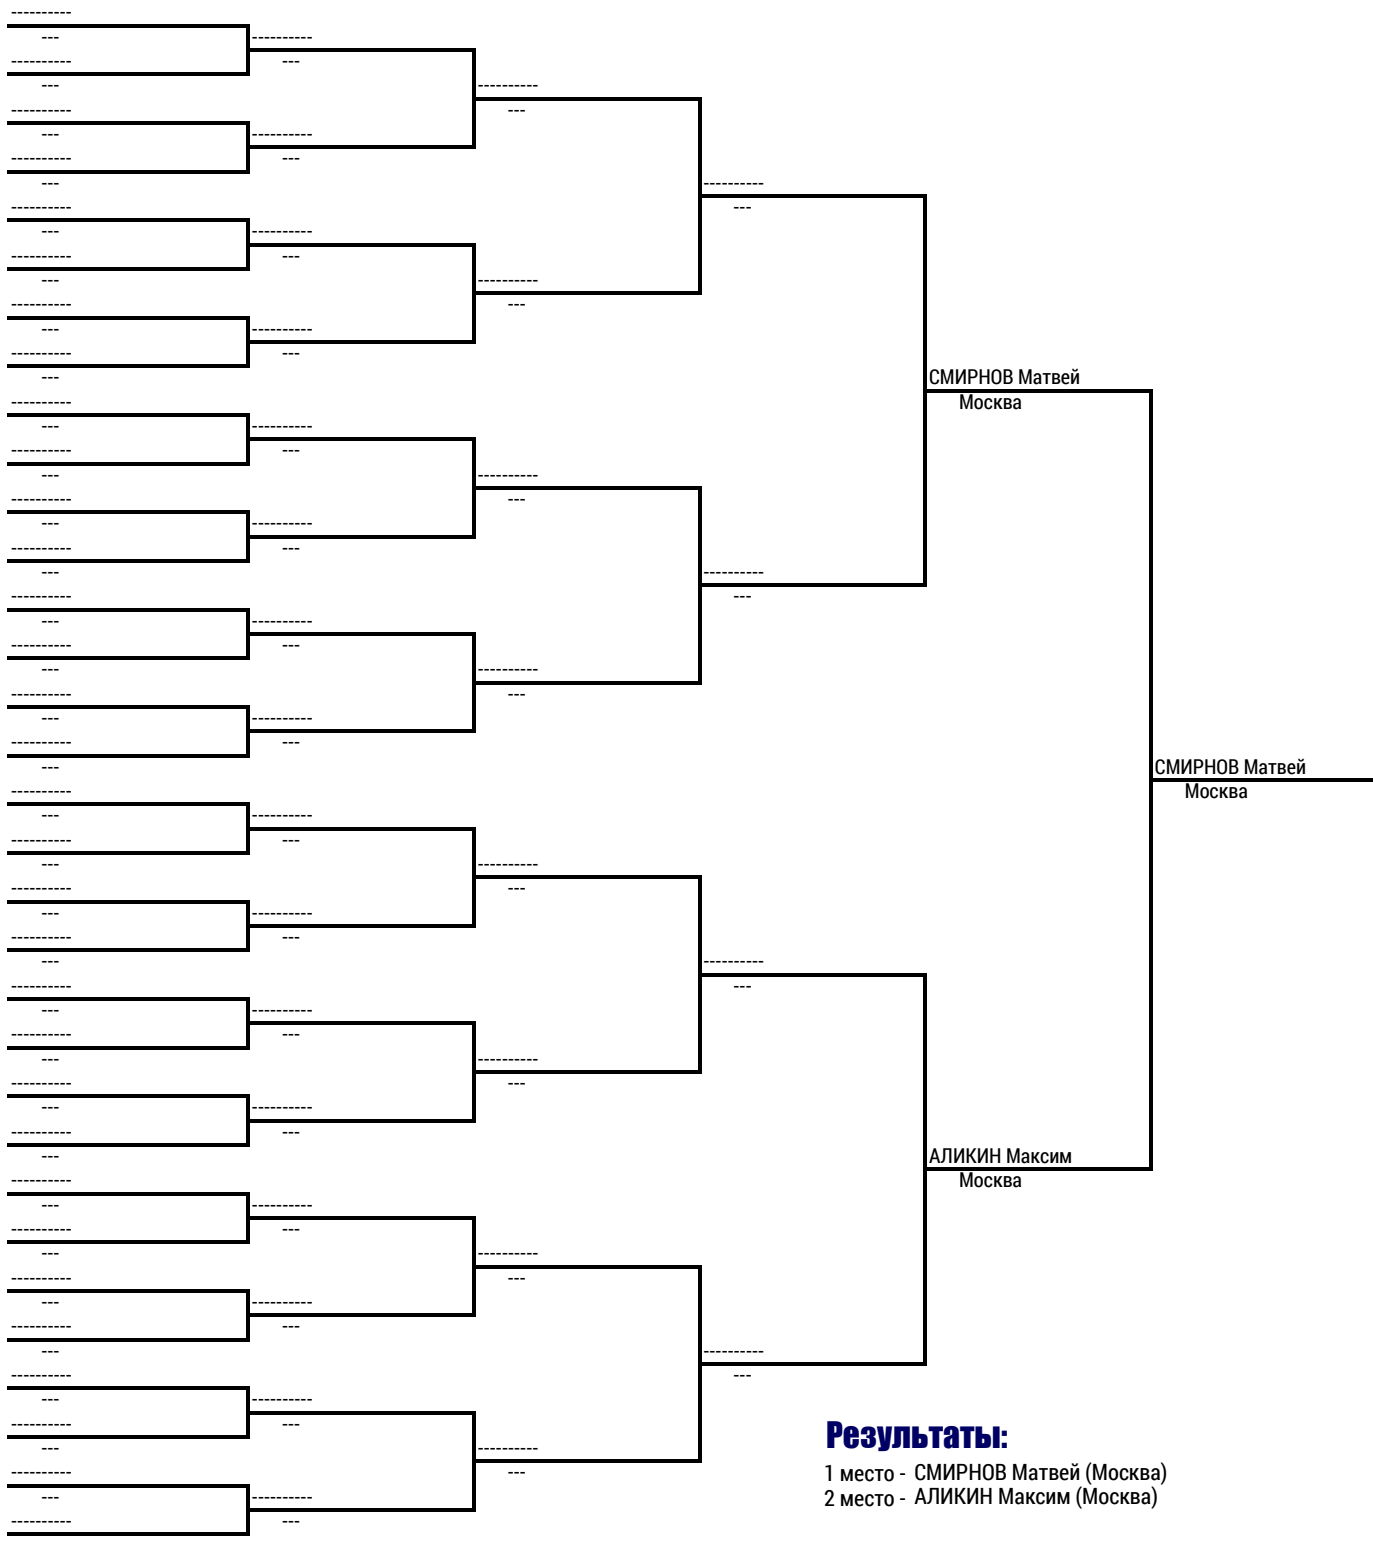 СМИРНОВ Матвей
Москва
СМИРНОВ Матвей
Москва
АЛИКИН Максим
Москва
Результаты:
1 место - СМИРНОВ Матвей (Москва)
2 место - АЛИКИН Максим (Москва)